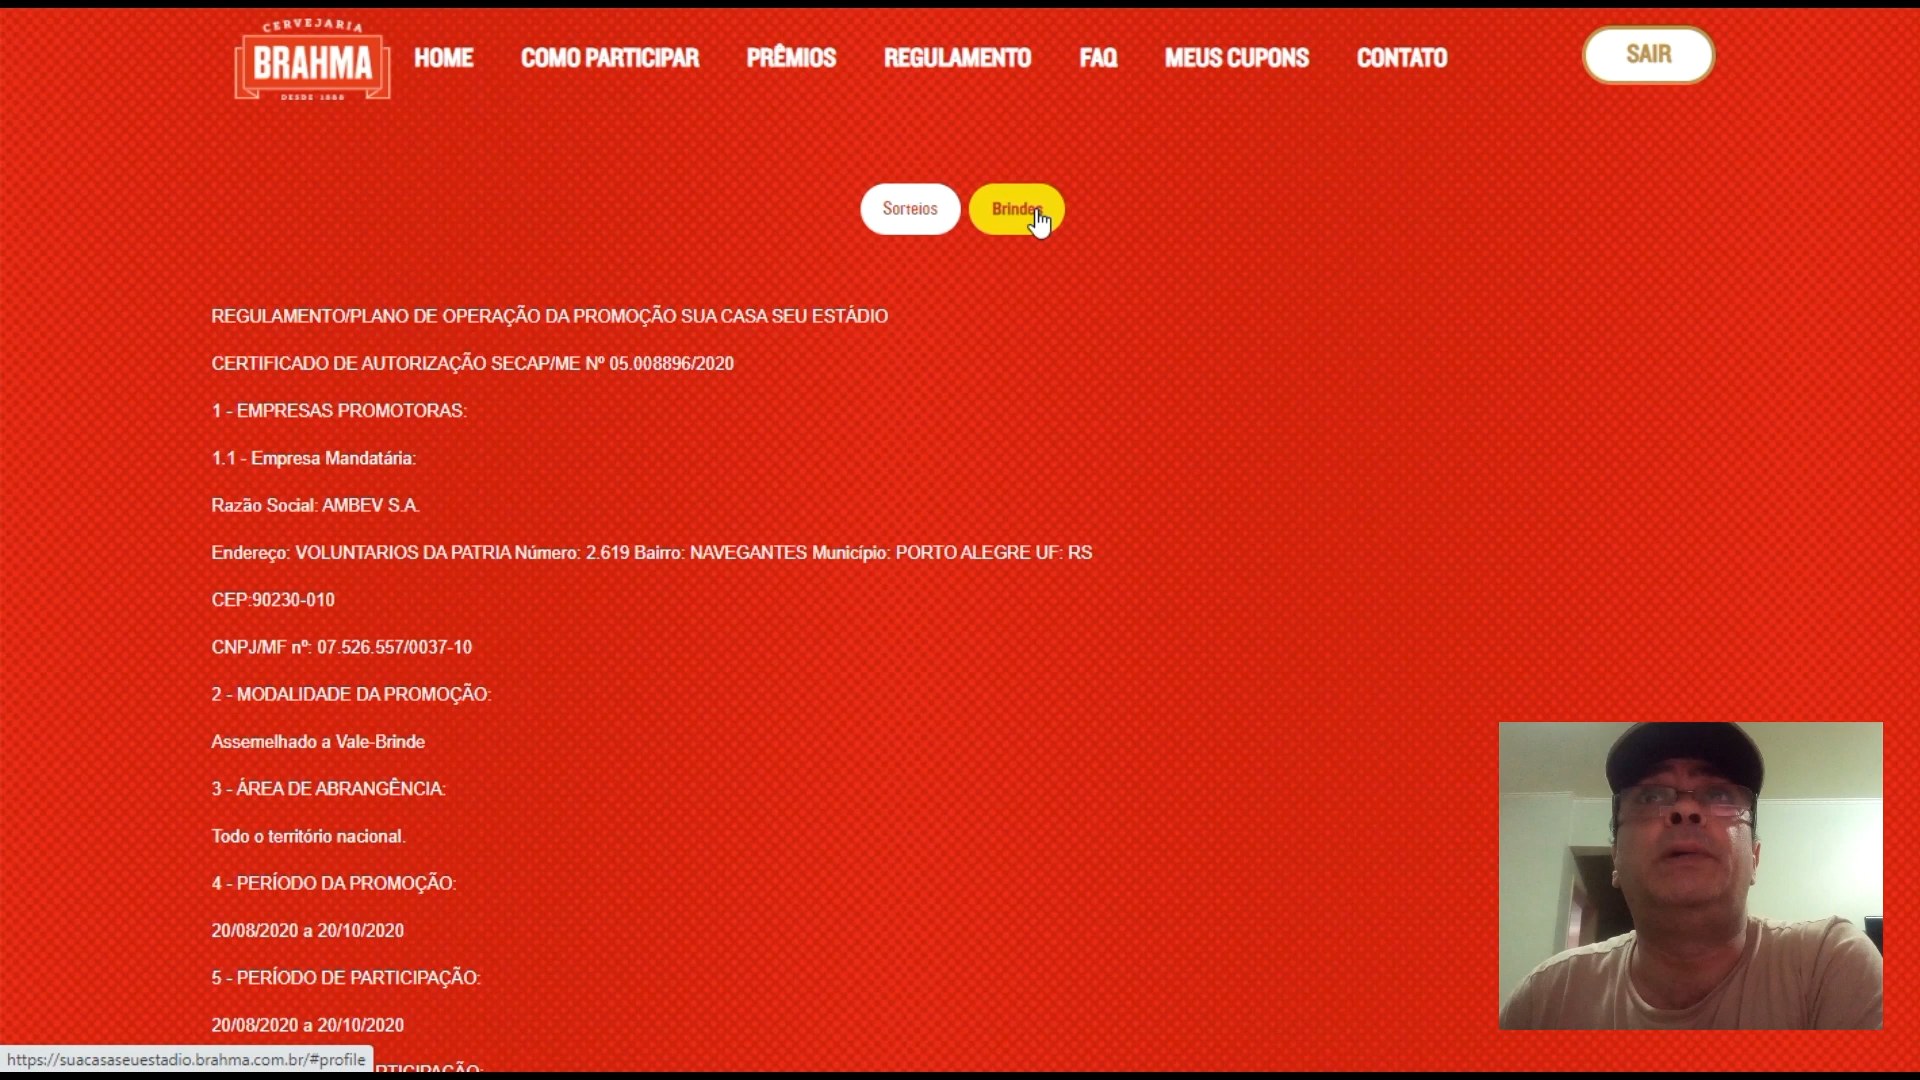 CERVEJARIA
BRAHMA
DESDE 1888
HOME
COMO PARTICIPAR
PRÊMIOS
REGULAMENTO
FAQ
MEUS CUPONS
CONTATO
SAIR
Sorteios
Brindes
REGULAMENTO/PLANO DE OPERAÇÃO DA PROMOÇÃO SUA CASA SEU ESTÁDIO
CERTIFICADO DE AUTORIZAÇÃO SECAP/ME Nº 05.008896/2020
1 - EMPRESAS PROMOTORAS:
1.1 - Empresa Mandatária:
Razão Social: AMBEV S.A.
Endereço: VOLUNTARIOS DA PATRIA Número: 2.619 Bairro: NAVEGANTES Município: PORTO ALEGRE UF: RS
CEP:90230-010
CNPJ/MF nº: 07.526.557/0037-10
2 - MODALIDADE DA PROMOÇÃO:
Assemelhado a Vale-Brinde
3 - ÁREA DE ABRANGÊNCIA:
Todo o território nacional.
4 - PERÍODO DA PROMOÇÃO:
20/08/2020 a 20/10/2020
5 - PERÍODO DE PARTICIPAÇÃO:
20/08/2020 a 20/10/2020
https://suacasaseuestadio.brahma.com.br/#profile